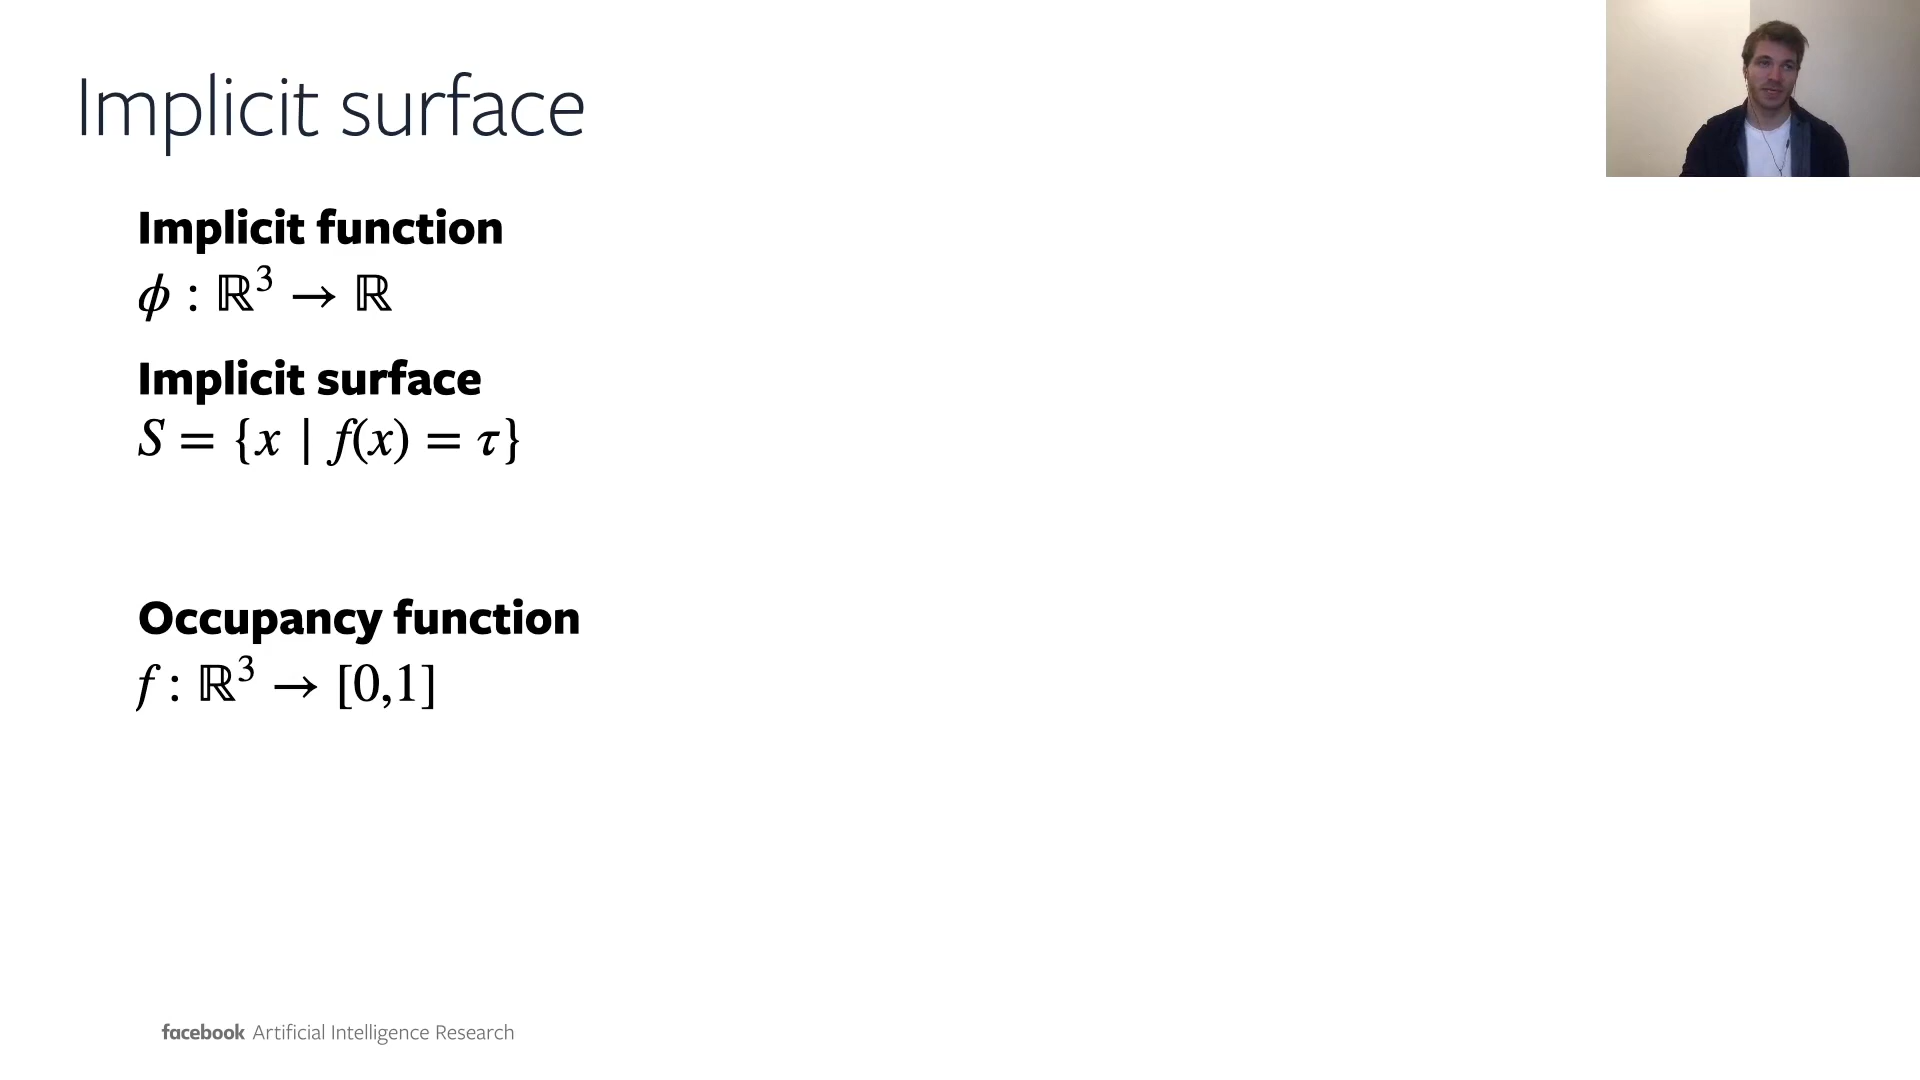 Implicit surface
Implicit function
ϕ : ℝ³ → ℝ
Implicit surface
S = {x | f(x) = τ}
Occupancy function
f : ℝ³ → [0,1]
facebook Artificial Intelligence Research